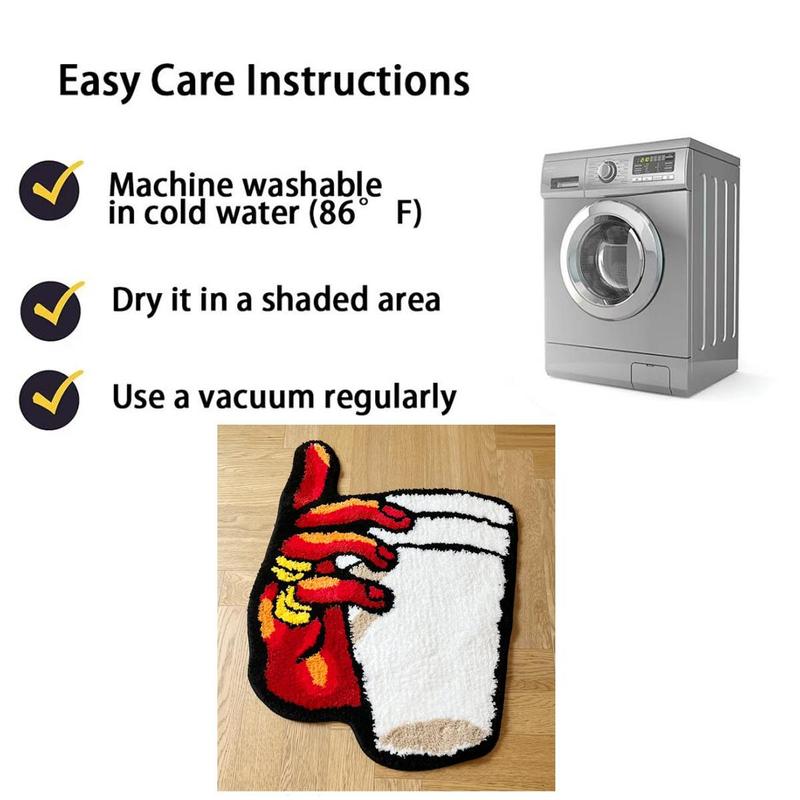 Easy Care Instructions
Machine washable
in cold water (86° F)
Dry it in a shaded area
Use a vacuum regularly